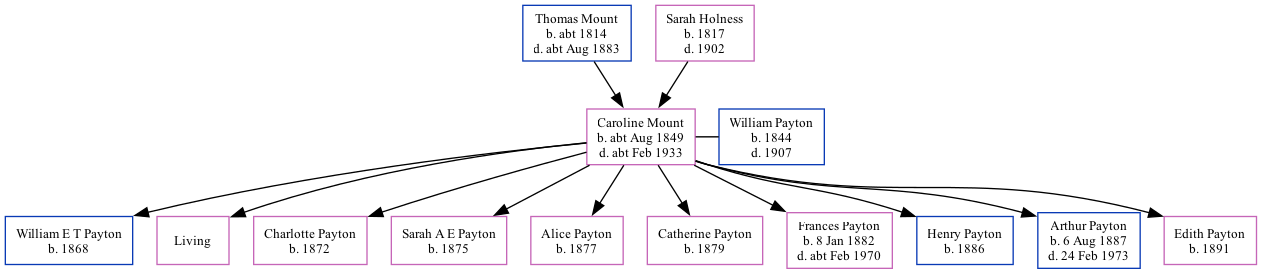 Thomas Mount
b. abt 1814
d. abt Aug 1883
Sarah Holness
b. 1817
d. 1902
Caroline Mount
b. abt Aug 1849
d. abt Feb 1933
William Payton
b. 1844
d. 1907
William E T Payton
b. 1868
Living
Charlotte Payton
b. 1872
Sarah A E Payton
b. 1875
Alice Payton
b. 1877
Catherine Payton
b. 1879
Frances Payton
b. 8 Jan 1882
d. abt Feb 1970
Henry Payton
b. 1886
Arthur Payton
b. 6 Aug 1887
d. 24 Feb 1973
Edith Payton
b. 1891